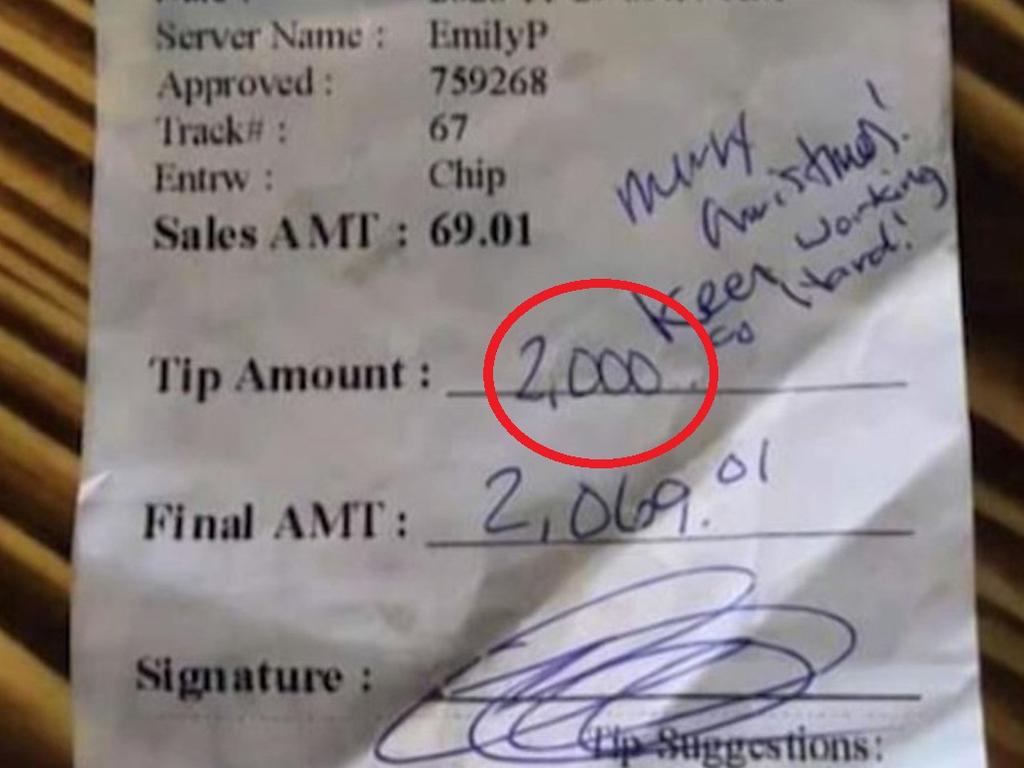 Server Name : EmilyP
Approved : 759268
Track# : 67
Entrw : Chip
Sales AMT : 69.01
Merry
Christmas!
Keep working
so Hard!
Tip Amount : 2,000
Final AMT : 2,069.01
Signature :
Tip Suggestions: